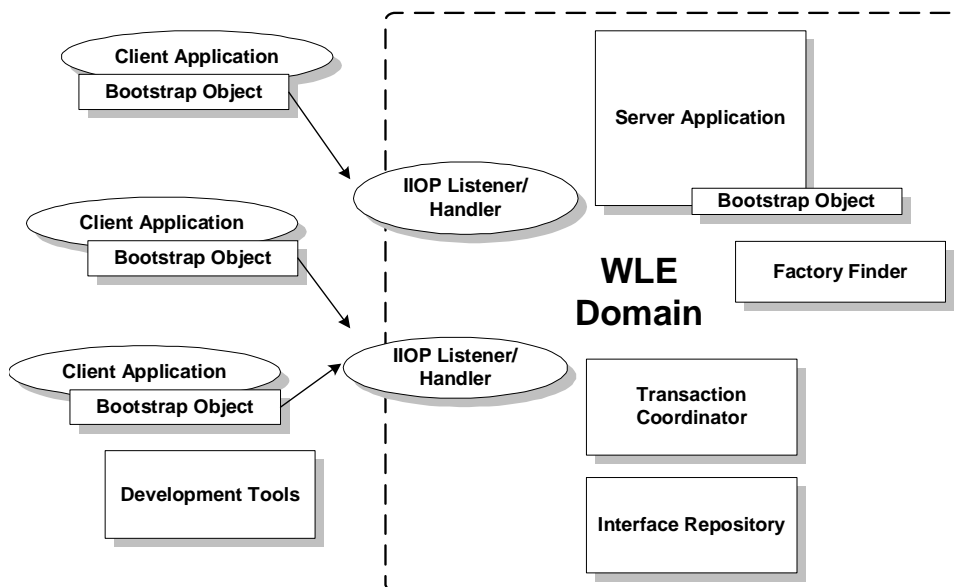 Client Application
Bootstrap Object
Server Application
Bootstrap Object
IIOP Listener/
Handler
Client Application
Bootstrap Object
WLE
Domain
Factory Finder
IIOP Listener/
Handler
Client Application
Bootstrap Object
Transaction
Coordinator
Development Tools
Interface Repository